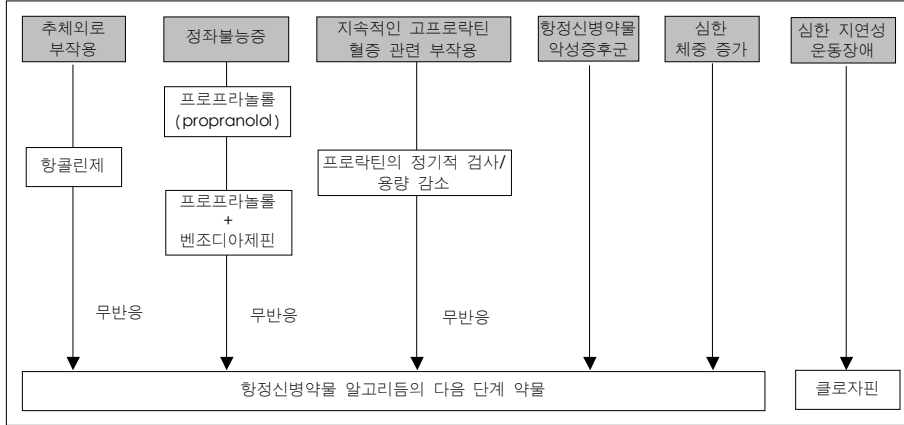 추체외로
부작용
정좌불능증
지속적인 고프로락틴
혈증 관련 부작용
항정신병약물
악성증후군
심한
체중 증가
심한 지연성
운동장애
프로프라놀롤
(propranolol)
항콜린제
프로락틴의 정기적 검사/
용량 감소
프로프라놀롤
+
벤조디아제핀
무반응
무반응
무반응
항정신병약물 알고리듬의 다음 단계 약물
클로자핀